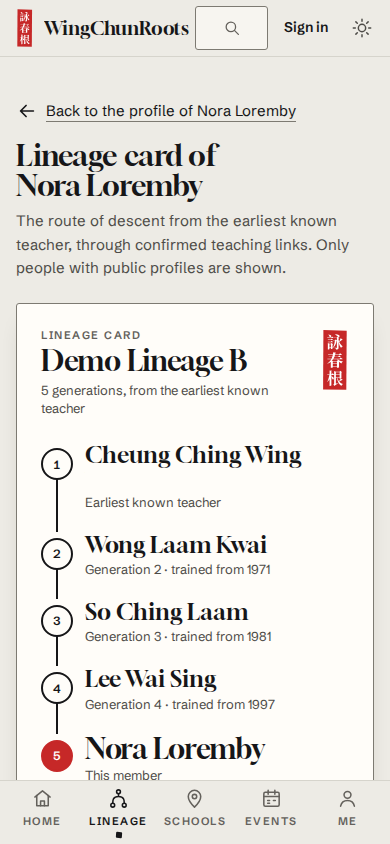 詠春根
WingChunRoots
Sign in
Back to the profile of Nora Loremby
Lineage card of
Nora Loremby
The route of descent from the earliest known
teacher, through confirmed teaching links. Only
people with public profiles are shown.
LINEAGE CARD
Demo Lineage B
5 generations, from the earliest known
teacher
詠春根
1
Cheung Ching Wing
Earliest known teacher
2
Wong Laam Kwai
Generation 2 · trained from 1971
3
So Ching Laam
Generation 3 · trained from 1981
4
Lee Wai Sing
Generation 4 · trained from 1997
5
Nora Loremby
This member
HOME
LINEAGE
SCHOOLS
EVENTS
ME